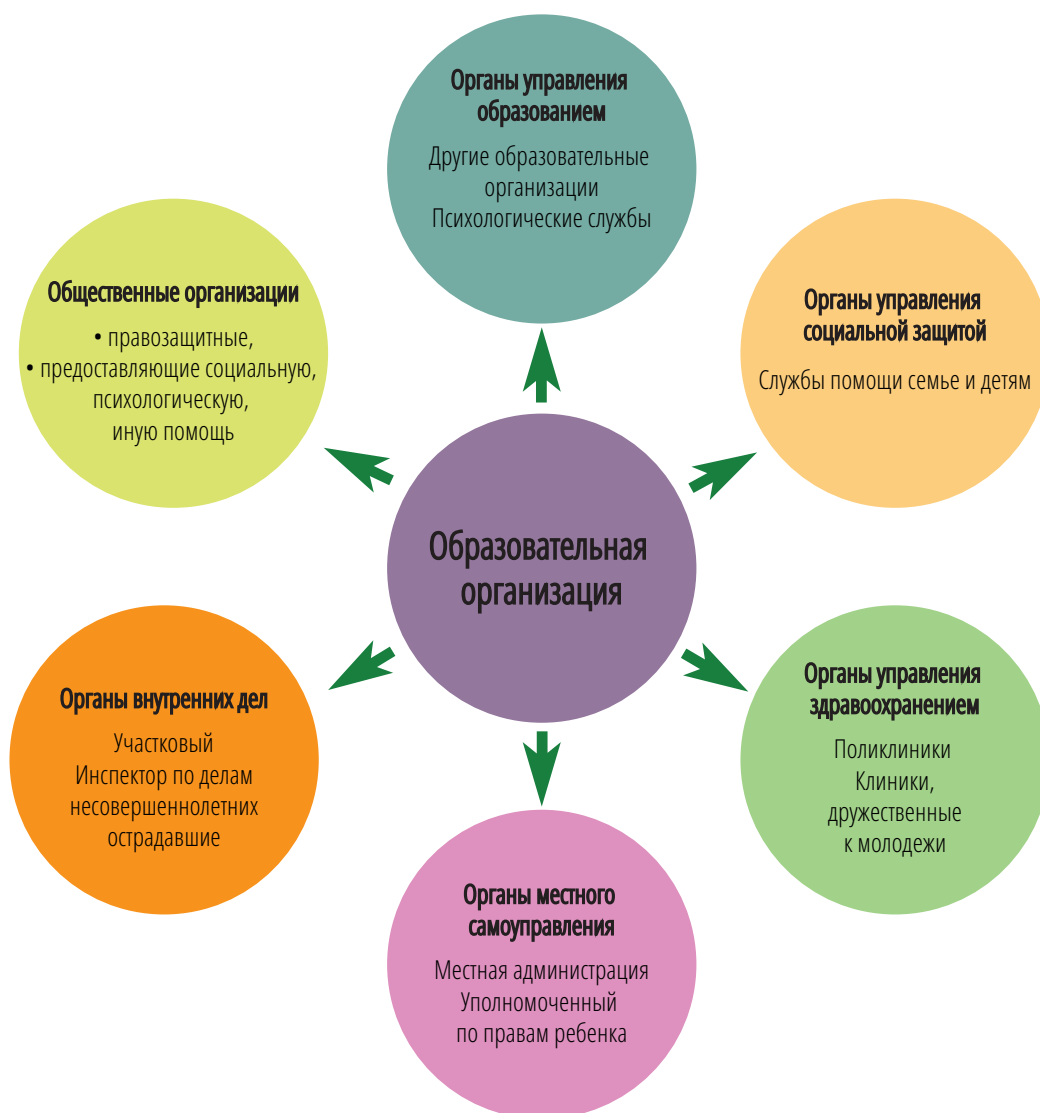 Органы управления
образованием
Другие образовательные
организации
Психологические службы
Общественные организации
• правозащитные,
• предоставляющие социальную,
психологическую,
иную помощь
Органы управления
социальной защитой
Службы помощи семье и детям
Образовательная
организация
Органы внутренних дел
Участковый
Инспектор по делам
несовершеннолетних
острадавшие
Органы управления
здравоохранением
Поликлиники
Клиники,
дружественные
к молодежи
Органы местного
самоуправления
Местная администрация
Уполномоченный
по правам ребенка